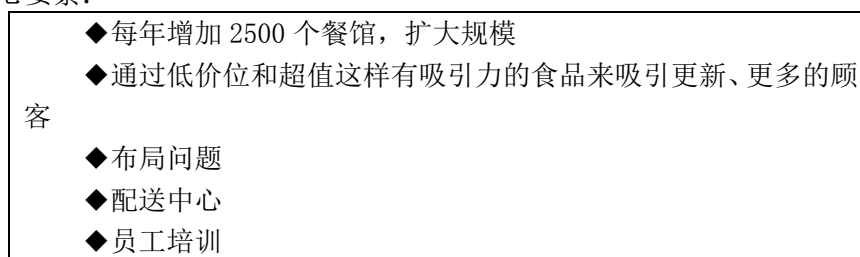 ◆每年增加 2500 个餐馆，扩大规模
◆通过低价位和超值这样有吸引力的食品来吸引更新、更多的顾
客
◆布局问题
◆配送中心
◆员工培训